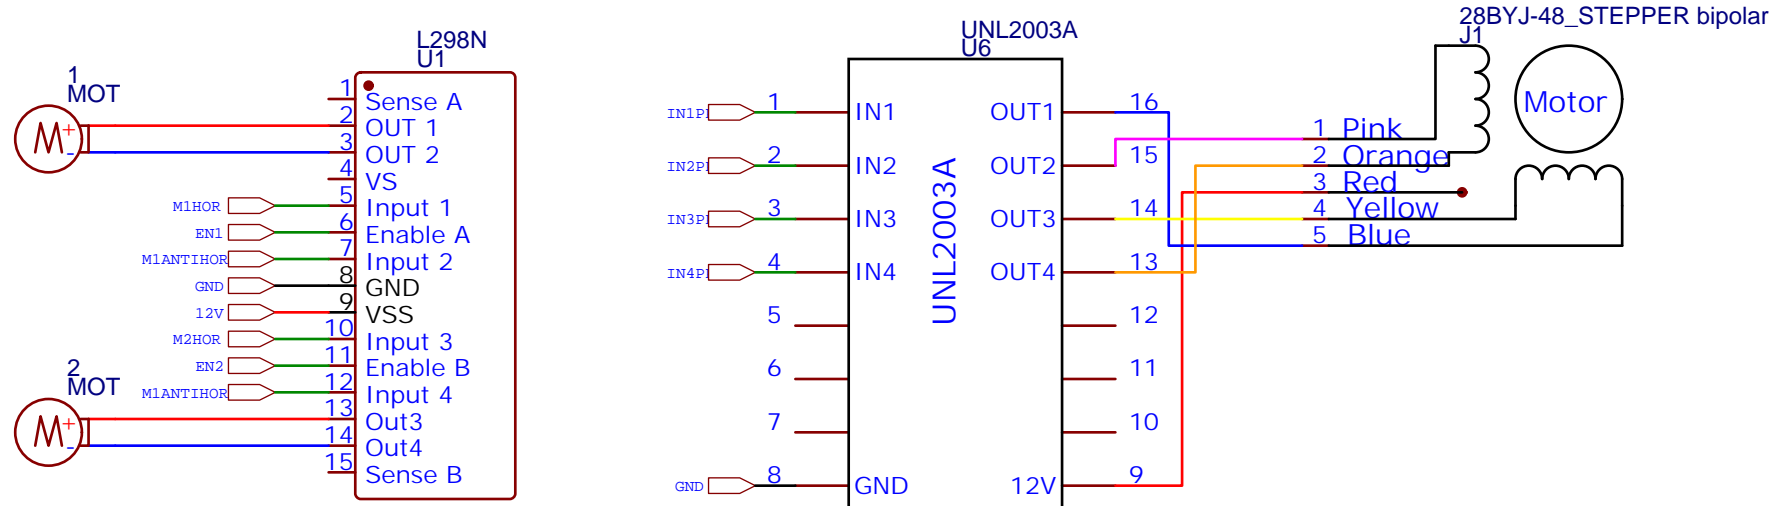 L298N
U1
1
MOT
M+
-
1 Sense A
2 OUT 1
3 OUT 2
4 VS
M1HOR 5 Input 1
EN1 6 Enable A
M1ANTIHOR 7 Input 2
GND 8 GND
12V 9 VSS
M2HOR 10 Input 3
EN2 11 Enable B
M1ANTIHOR 12 Input 4
13 Out3
14 Out4
15 Sense B
2
MOT
M+
-
UNL2003A
U6
IN1P 1 IN1 OUT1 16
IN2P 2 IN2 OUT2 15
IN3P 3 IN3 OUT3 14
IN4P 4 IN4 OUT4 13
5 12
6 11
7 10
GND 8 GND 12V 9
UNL2003A
28BYJ-48_STEPPER bipolar
J1
Motor
1 Pink
2 Orange
3 Red
4 Yellow
5 Blue